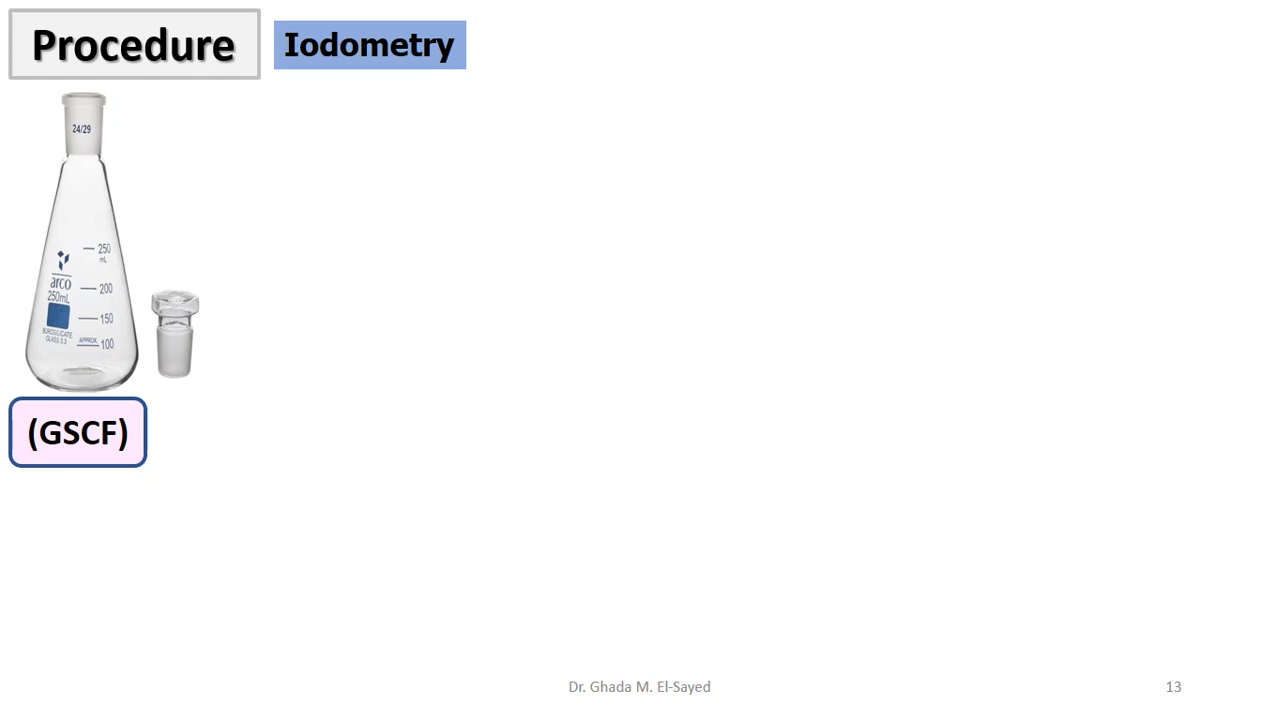 Procedure
Iodometry
24/29
250
mL
arco
250mL
200
150
BOROSILICATE
GLASS 3.3
APPROX.
100
(GSCF)
Dr. Ghada M. El-Sayed
13